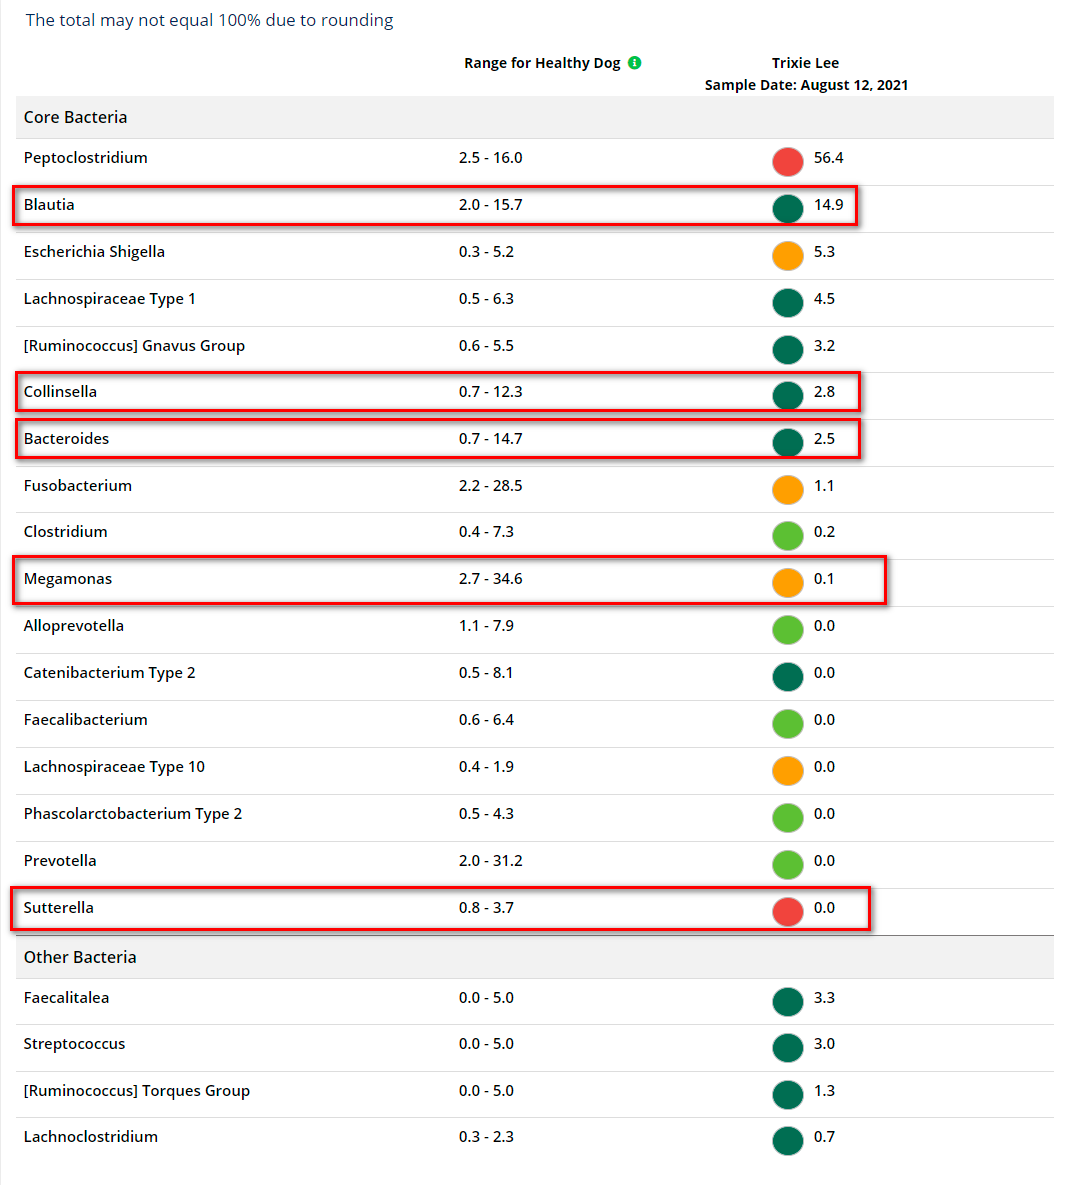 The total may not equal 100% due to rounding
Range for Healthy Dog Trixie Lee
Sample Date: August 12, 2021
Core Bacteria
Peptoclostridium 2.5 - 16.0 56.4
Blautia 2.0 - 15.7 14.9
Escherichia Shigella 0.3 - 5.2 5.3
Lachnospiraceae Type 1 0.5 - 6.3 4.5
[Ruminococcus] Gnavus Group 0.6 - 5.5 3.2
Collinsella 0.7 - 12.3 2.8
Bacteroides 0.7 - 14.7 2.5
Fusobacterium 2.2 - 28.5 1.1
Clostridium 0.4 - 7.3 0.2
Megamonas 2.7 - 34.6 0.1
Alloprevotella 1.1 - 7.9 0.0
Catenibacterium Type 2 0.5 - 8.1 0.0
Faecalibacterium 0.6 - 6.4 0.0
Lachnospiraceae Type 10 0.4 - 1.9 0.0
Phascolarctobacterium Type 2 0.5 - 4.3 0.0
Prevotella 2.0 - 31.2 0.0
Sutterella 0.8 - 3.7 0.0
Other Bacteria
Faecalitalea 0.0 - 5.0 3.3
Streptococcus 0.0 - 5.0 3.0
[Ruminococcus] Torques Group 0.0 - 5.0 1.3
Lachnoclostridium 0.3 - 2.3 0.7